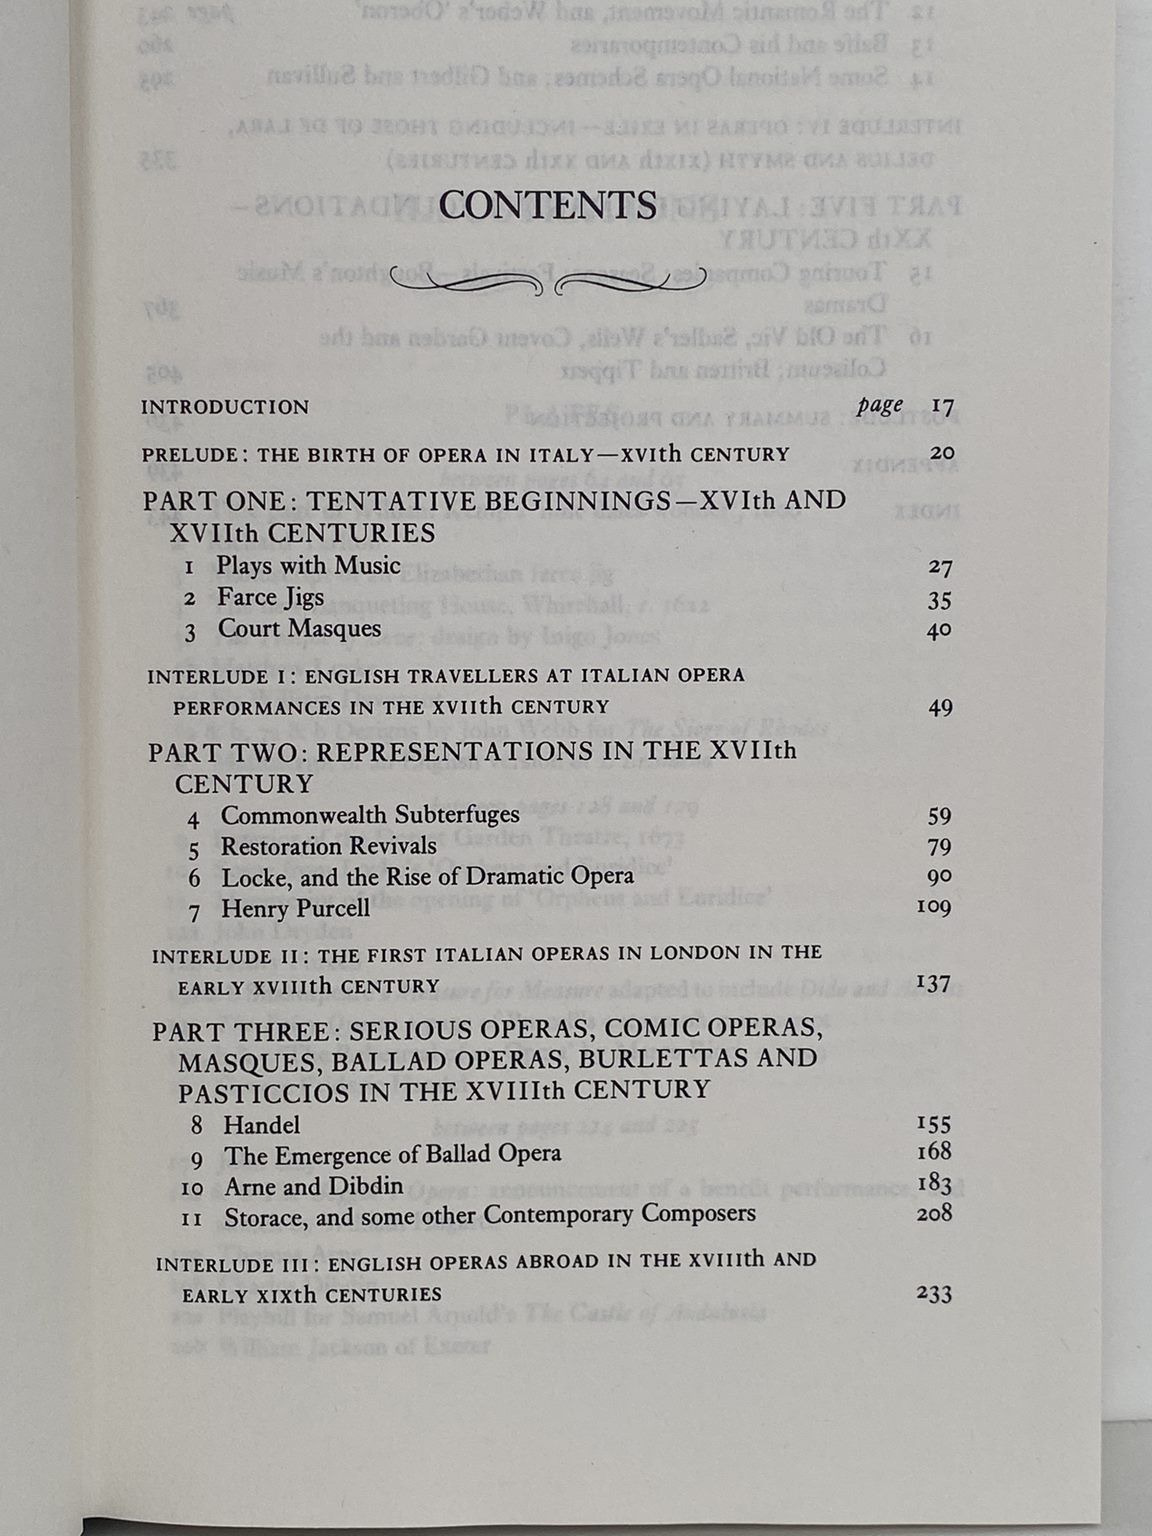 CONTENTS
INTRODUCTION page 17
PRELUDE: THE BIRTH OF OPERA IN ITALY—XVIth CENTURY 20
PART ONE: TENTATIVE BEGINNINGS—XVIth AND
XVIIth CENTURIES
1 Plays with Music 27
2 Farce Jigs 35
3 Court Masques 40
INTERLUDE I: ENGLISH TRAVELLERS AT ITALIAN OPERA
PERFORMANCES IN THE XVIIth CENTURY 49
PART TWO: REPRESENTATIONS IN THE XVIIth
CENTURY
4 Commonwealth Subterfuges 59
5 Restoration Revivals 79
6 Locke, and the Rise of Dramatic Opera 90
7 Henry Purcell 109
INTERLUDE II: THE FIRST ITALIAN OPERAS IN LONDON IN THE
EARLY XVIIIth CENTURY 137
PART THREE: SERIOUS OPERAS, COMIC OPERAS,
MASQUES, BALLAD OPERAS, BURLETTAS AND
PASTICCIOS IN THE XVIIIth CENTURY
8 Handel 155
9 The Emergence of Ballad Opera 168
10 Arne and Dibdin 183
11 Storace, and some other Contemporary Composers 208
INTERLUDE III: ENGLISH OPERAS ABROAD IN THE XVIIIth AND
EARLY XIXth CENTURIES 233